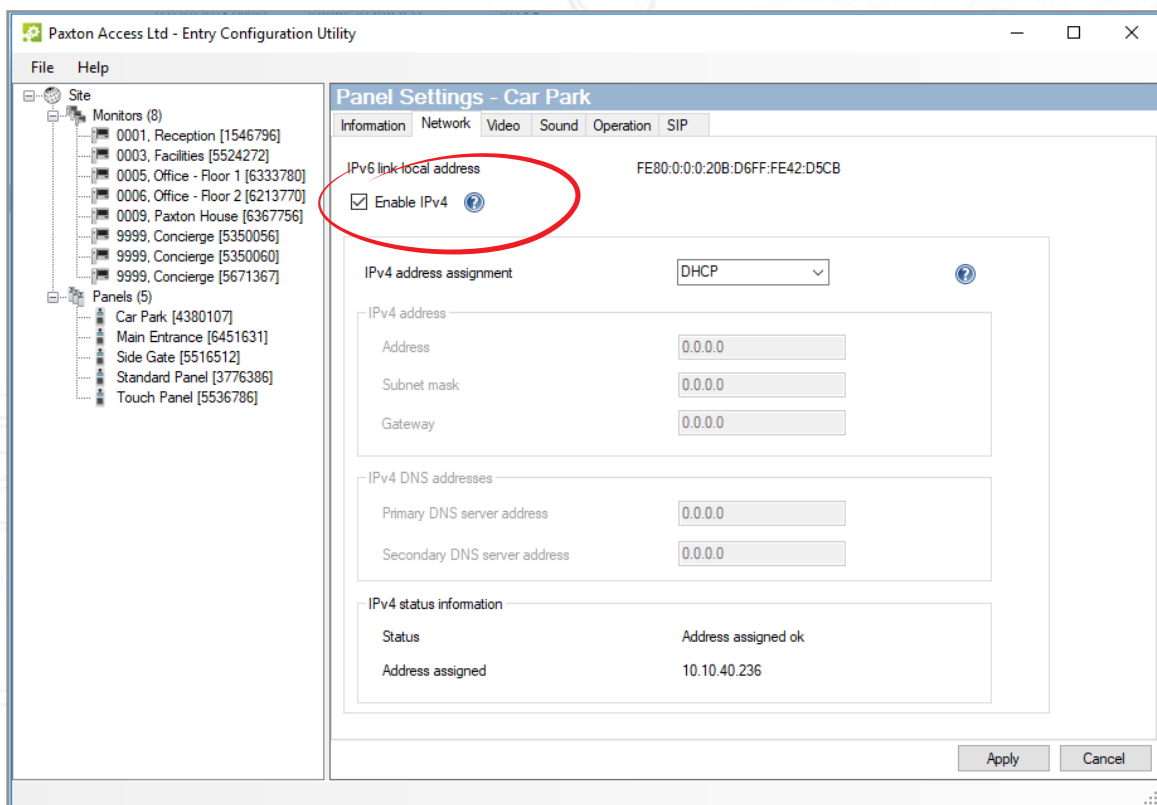 Paxton Access Ltd - Entry Configuration Utility
File Help
Site
Monitors (8)
0001, Reception [1546796]
0003, Facilities [5524272]
0005, Office - Floor 1 [6333780]
0006, Office - Floor 2 [6213770]
0009, Paxton House [6367756]
9999, Concierge [5350056]
9999, Concierge [5350060]
9999, Concierge [5671367]
Panels (5)
Car Park [4380107]
Main Entrance [6451631]
Side Gate [5516512]
Standard Panel [3776386]
Touch Panel [5536786]
Panel Settings - Car Park
Information Network Video Sound Operation SIP
IPv6 link local address FE80:0:0:0:20B:D6FF:FE42:D5CB
Enable IPv4 ?
IPv4 address assignment DHCP ?
IPv4 address
Address 0.0.0.0
Subnet mask 0.0.0.0
Gateway 0.0.0.0
IPv4 DNS addresses
Primary DNS server address 0.0.0.0
Secondary DNS server address 0.0.0.0
IPv4 status information
Status Address assigned ok
Address assigned 10.10.40.236
Apply Cancel